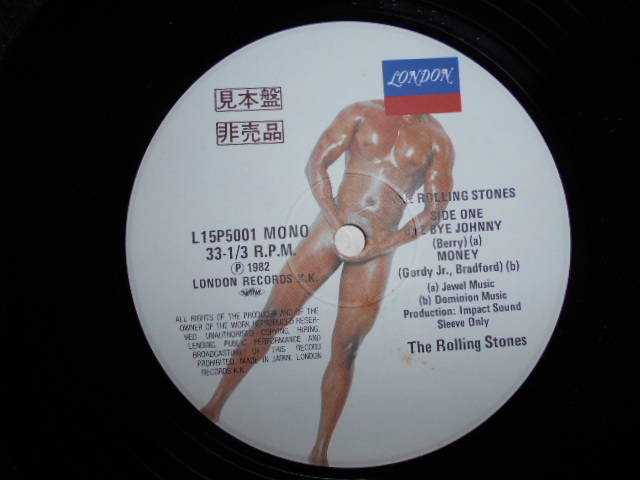 LONDON
見本盤
非売品
THE ROLLING STONES
SIDE ONE
BYE BYE JOHNNY
(Berry) (a)
MONEY
(Gordy Jr., Bradford) (b)
(a) Jewel Music
(b) Dominion Music
Production: Impact Sound
Sleeve Only
The Rolling Stones
L15P5001 MONO
33-1/3 R.P.M.
Ⓟ 1982
LONDON RECORDS K.K.
ALL RIGHTS OF THE PRODUCER AND OF THE
OWNER OF THE WORK REPRODUCED RESER-
VED UNAUTHORISED COPYING, HIRING,
LENDING, PUBLIC PERFORMANCE AND
BROADCASTING OF THIS RECORD
PROHIBITED. MADE IN JAPAN. LONDON
RECORDS K.K.